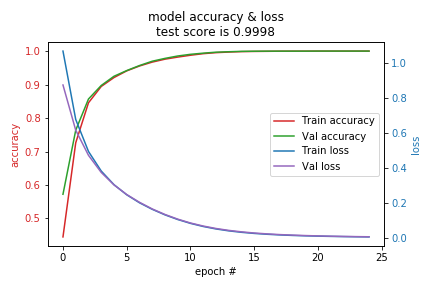 model accuracy & loss
test score is 0.9998
accuracy
1.0
0.9
0.8
0.7
0.6
0.5
loss
1.0
0.8
0.6
0.4
0.2
0.0
Train accuracy
Val accuracy
Train loss
Val loss
0
5
10
15
20
25
epoch #